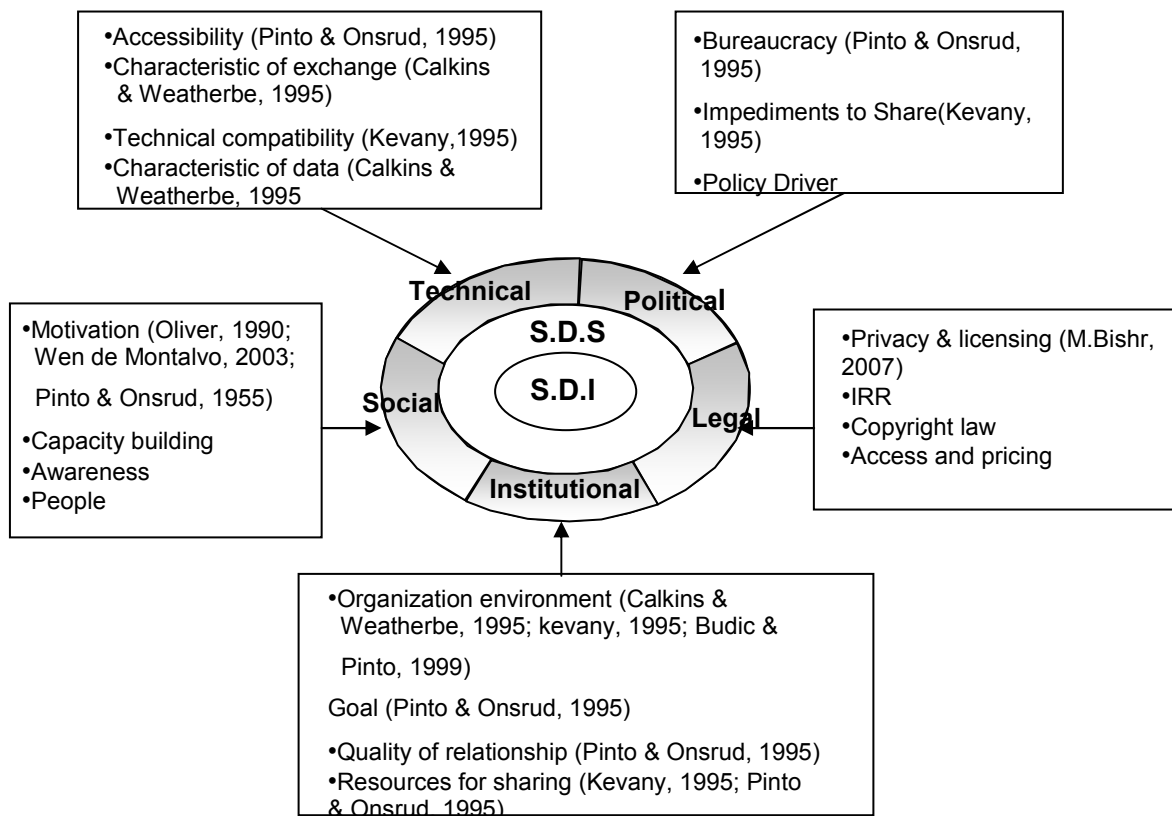 •Accessibility (Pinto & Onsrud, 1995)
•Characteristic of exchange (Calkins
& Weatherbe, 1995)
•Technical compatibility (Kevany,1995)
•Characteristic of data (Calkins &
Weatherbe, 1995
•Bureaucracy (Pinto & Onsrud,
1995)
•Impediments to Share(Kevany,
1995)
•Policy Driver
Technical
Political
S.D.S
•Motivation (Oliver, 1990;
Wen de Montalvo, 2003;
Pinto & Onsrud, 1955)
•Capacity building
•Awareness
•People
Social
S.D.I
Legal
•Privacy & licensing (M.Bishr,
2007)
•IRR
•Copyright law
•Access and pricing
Institutional
•Organization environment (Calkins &
Weatherbe, 1995; kevany, 1995; Budic &
Pinto, 1999)
Goal (Pinto & Onsrud, 1995)
•Quality of relationship (Pinto & Onsrud, 1995)
•Resources for sharing (Kevany, 1995; Pinto
& Onsrud, 1995)